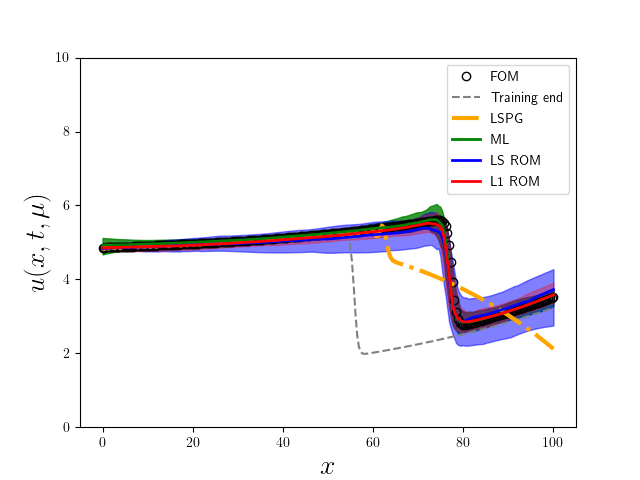 10
8
6
4
2
0
u(x, t, μ)
0 20 40 60 80 100
x
FOM
Training end
LSPG
ML
LS ROM
L1 ROM